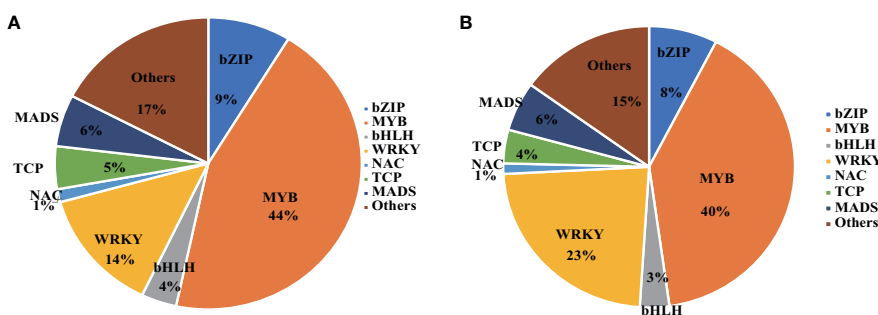 A
bZIP
9%
MYB
44%
bHLH
4%
WRKY
14%
NAC
1%
TCP
5%
MADS
6%
Others
17%
bZIP
MYB
bHLH
WRKY
NAC
TCP
MADS
Others
B
bZIP
8%
MYB
40%
3%
bHLH
WRKY
23%
NAC
1%
TCP
4%
MADS
6%
Others
15%
bZIP
MYB
bHLH
WRKY
NAC
TCP
MADS
Others